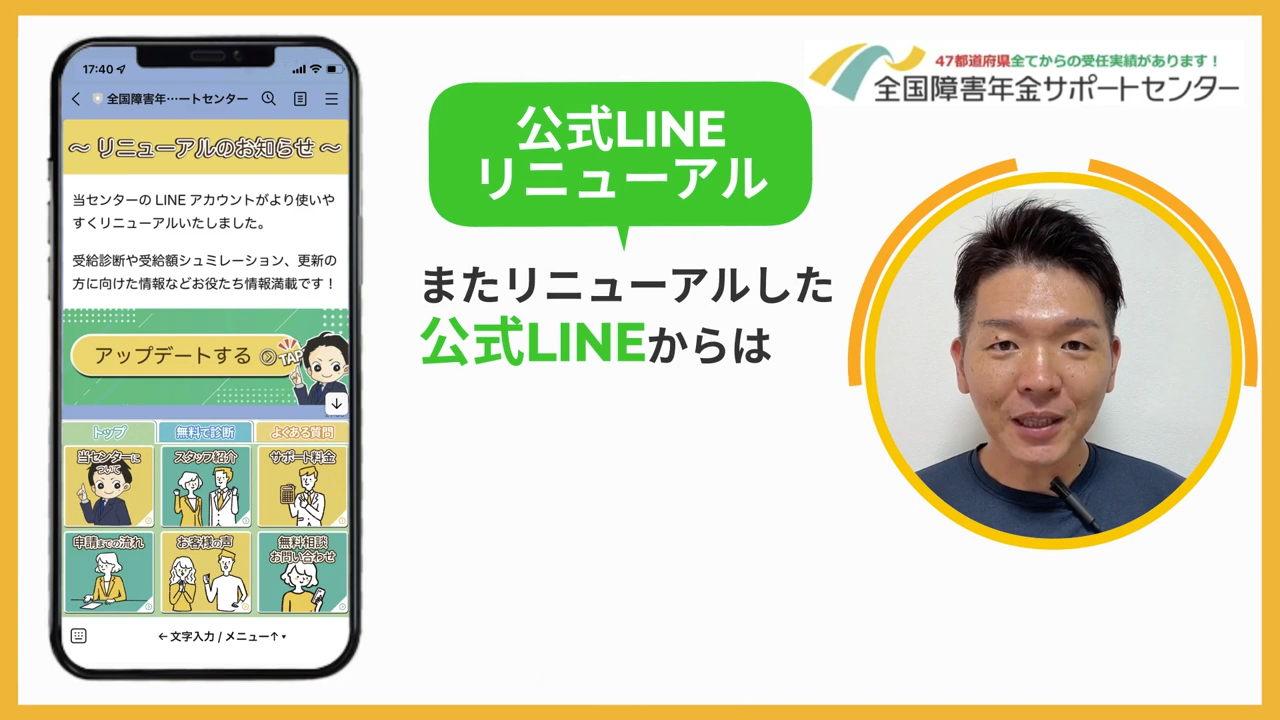 17:40
全国障害年…ートセンター
～ リニューアルのお知らせ ～
当センターの LINE アカウントがより使いや
すくリニューアルいたしました。
受給診断や受給額シュミレーション、更新の
方に向けた情報などお役たち情報満載です！
アップデートする
TAP
トップ
無料で診断
よくある質問
当センターに
ついて
スタッフ紹介
サポート料金
申請までの流れ
お客様の声
無料相談
お問い合わせ
←文字入力 / メニュー↑▾
公式LINE
リニューアル
またリニューアルした
公式LINEからは
47都道府県全てからの受任実績があります！
全国障害年金サポートセンター